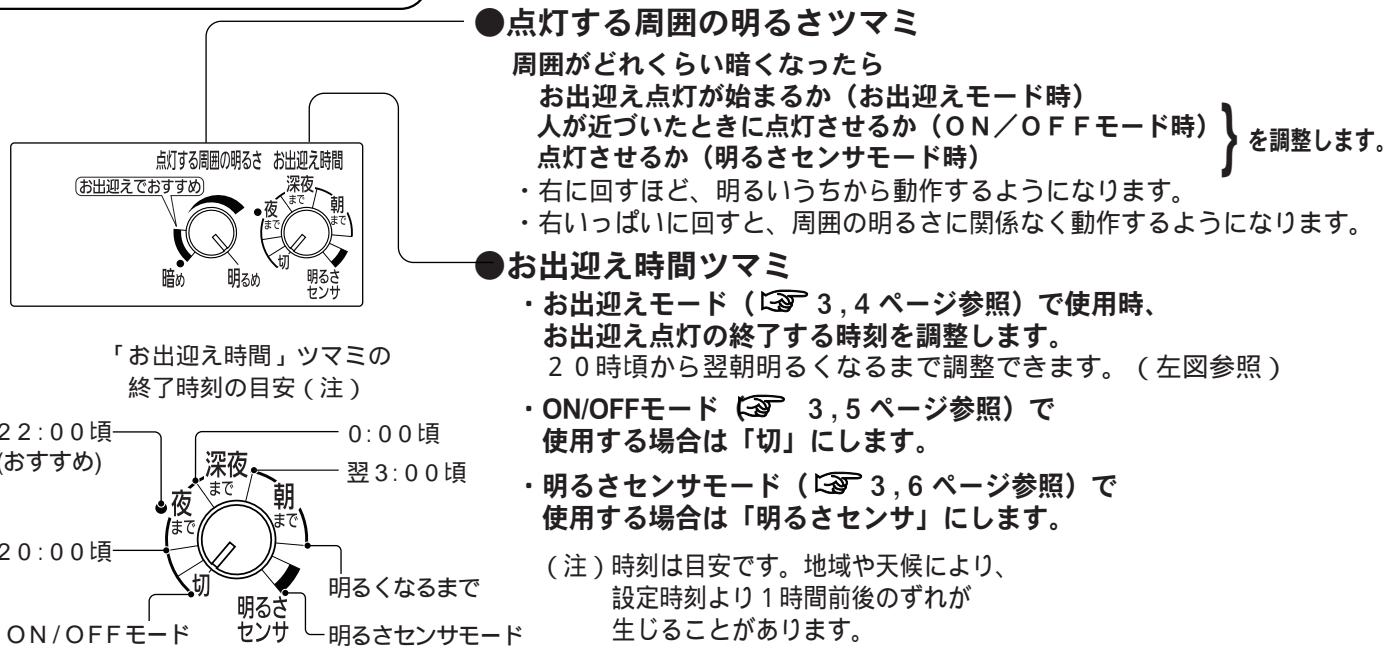 ●点灯する周囲の明るさツマミ
周囲がどれくらい暗くなったら
お出迎え点灯が始まるか（お出迎えモード時）
人が近づいたときに点灯させるか（ＯＮ／ＯＦＦモード時）
点灯させるか（明るさセンサモード時）
を調整します。
・右に回すほど、明るいうちから動作するようになります。
・右いっぱいに回すと、周囲の明るさに関係なく動作するようになります。
点灯する周囲の明るさ お出迎え時間
お出迎えでおすすめ
暗め 明るめ
切
夜まで
深夜まで
朝まで
明るさ
センサ
●お出迎え時間ツマミ
・お出迎えモード（☞ 3 , 4 ページ参照）で使用時、
お出迎え点灯の終了する時刻を調整します。
２０時頃から翌朝明るくなるまで調整できます。（左図参照）
・ON/OFFモード（☞ 3 , 5 ページ参照）で
使用する場合は「切」にします。
・明るさセンサモード（☞ 3 , 6 ページ参照）で
使用する場合は「明るさセンサ」にします。
（注）時刻は目安です。地域や天候により、
設定時刻より１時間前後のずれが
生じることがあります。
「お出迎え時間」ツマミの
終了時刻の目安（注）
２２:００頃
(おすすめ)
０:００頃
翌３:００頃
２０:００頃
深夜まで
夜まで
朝まで
切
明るさ
センサ
明るくなるまで
ＯＮ/ＯＦＦモード
明るさセンサモード